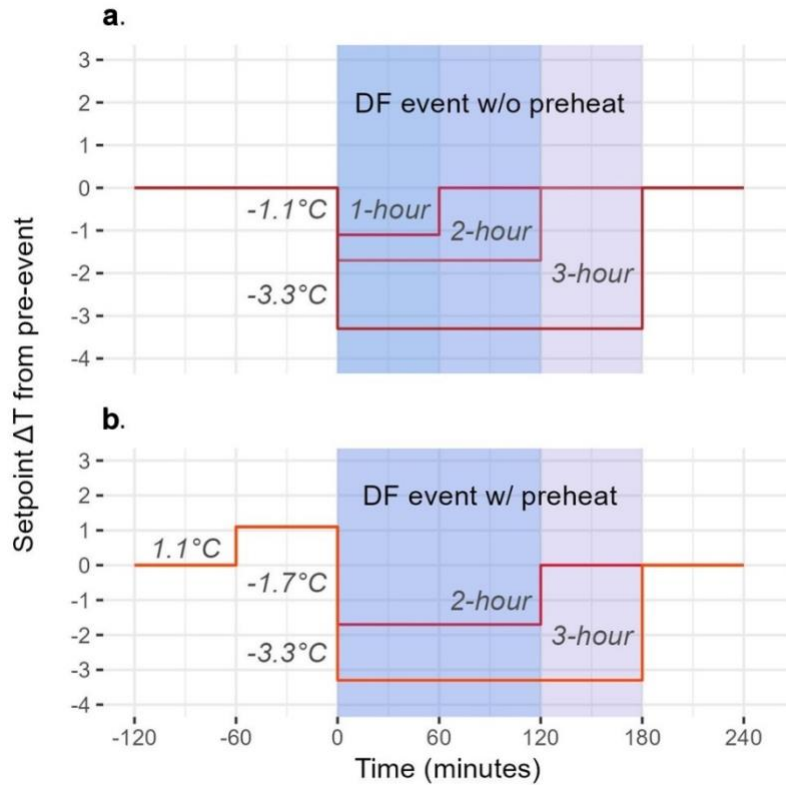 a.
3
2
1
0
-1
-2
-3
-4
DF event w/o preheat
-1.1°C
1-hour
2-hour
3-hour
-3.3°C
Setpoint ΔT from pre-event
b.
3
2
1
0
-1
-2
-3
-4
DF event w/ preheat
1.1°C
-1.7°C
2-hour
3-hour
-3.3°C
-120 -60 0 60 120 180 240
Time (minutes)